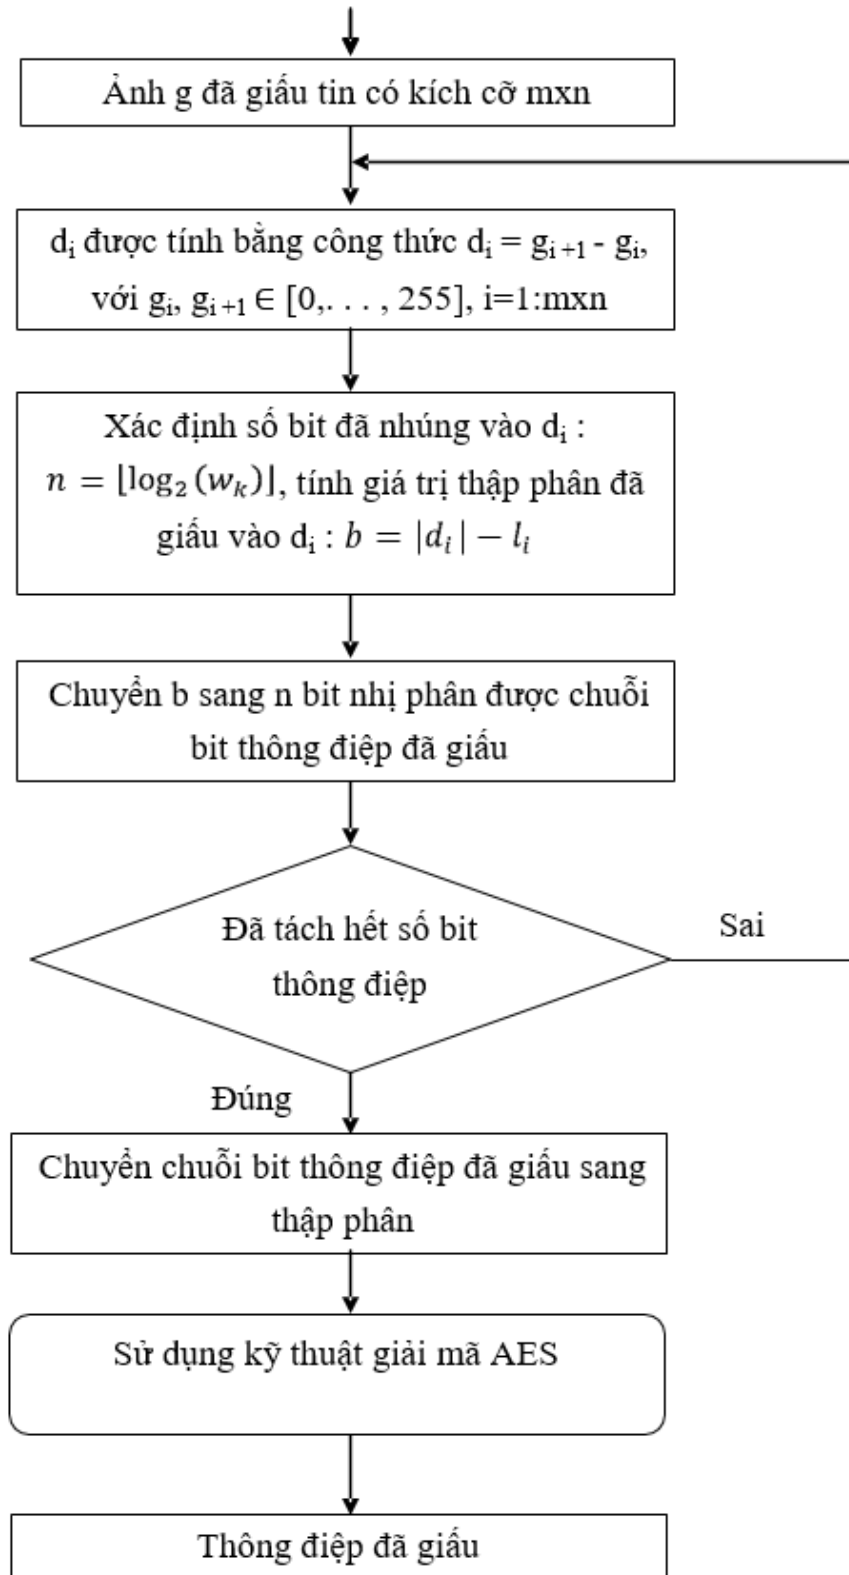 Ảnh g đã giấu tin có kích cỡ mxn
dᵢ được tính bằng công thức dᵢ = gᵢ₊₁ - gᵢ,
với gᵢ, gᵢ₊₁ ∈ [0,. . . , 255], i=1:mxn
Xác định số bit đã nhúng vào dᵢ :
n = ⌊log₂(wₖ)⌋, tính giá trị thập phân đã
giấu vào dᵢ : b = |dᵢ| − lᵢ
Chuyển b sang n bit nhị phân được chuỗi
bit thông điệp đã giấu
Đã tách hết số bit
thông điệp
Sai
Đúng
Chuyển chuỗi bit thông điệp đã giấu sang
thập phân
Sử dụng kỹ thuật giải mã AES
Thông điệp đã giấu